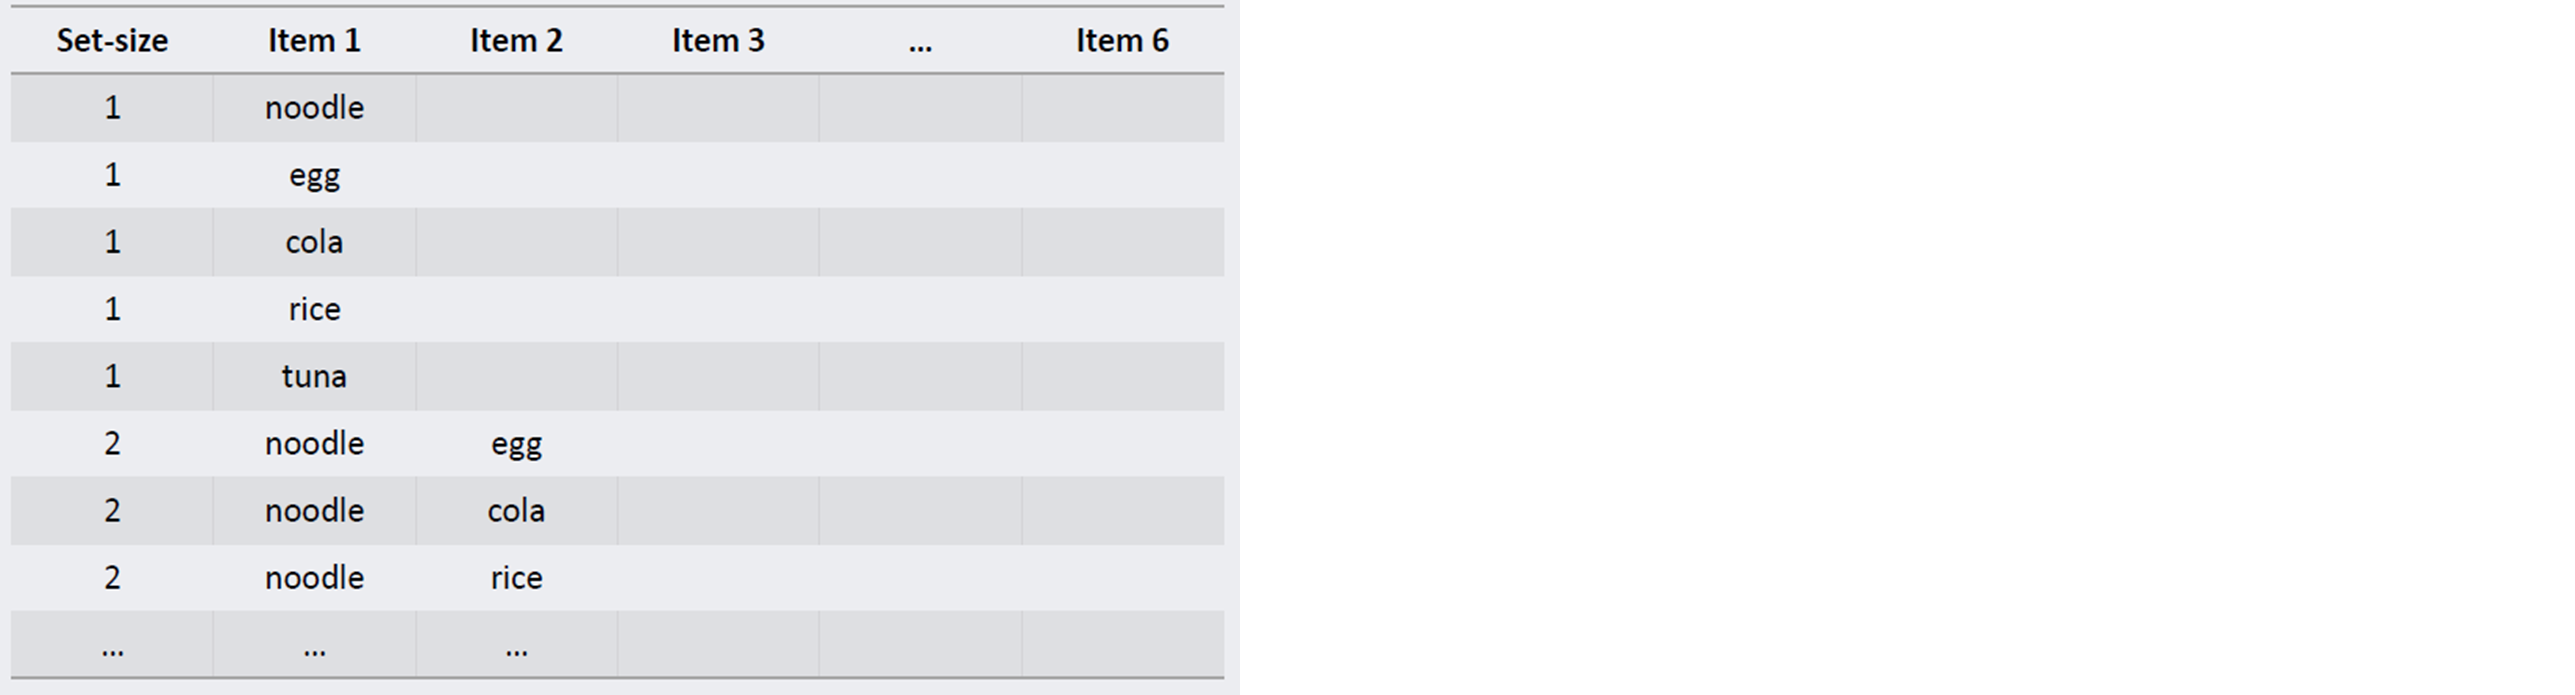 Set-size Item 1 Item 2 Item 3 ... Item 6
1 noodle
1 egg
1 cola
1 rice
1 tuna
2 noodle egg
2 noodle cola
2 noodle rice
... ... ...